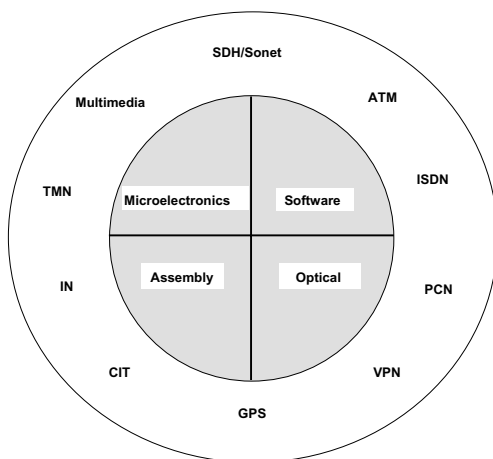 SDH/Sonet
Multimedia
ATM
ISDN
TMN
Microelectronics
Software
Assembly
Optical
IN
PCN
CIT
VPN
GPS